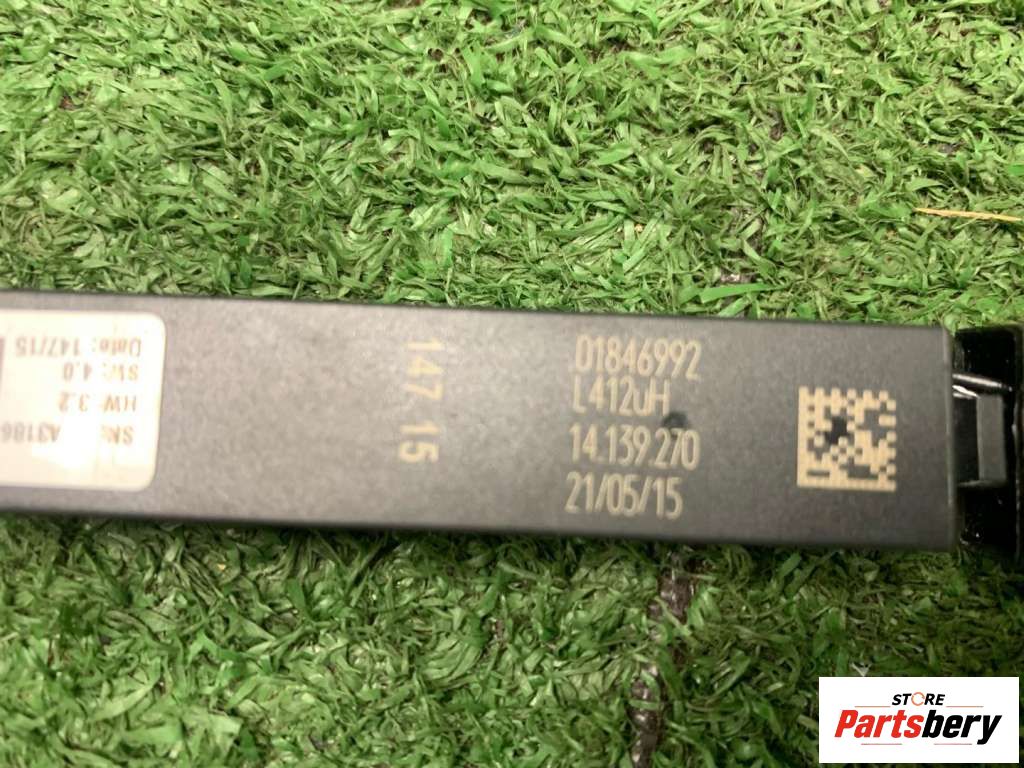 Date: 147/15
SW: 4.0
HW: 3.2
147 15
01846992
L412uH
14.139.270
21/05/15
STORE
Partsbery